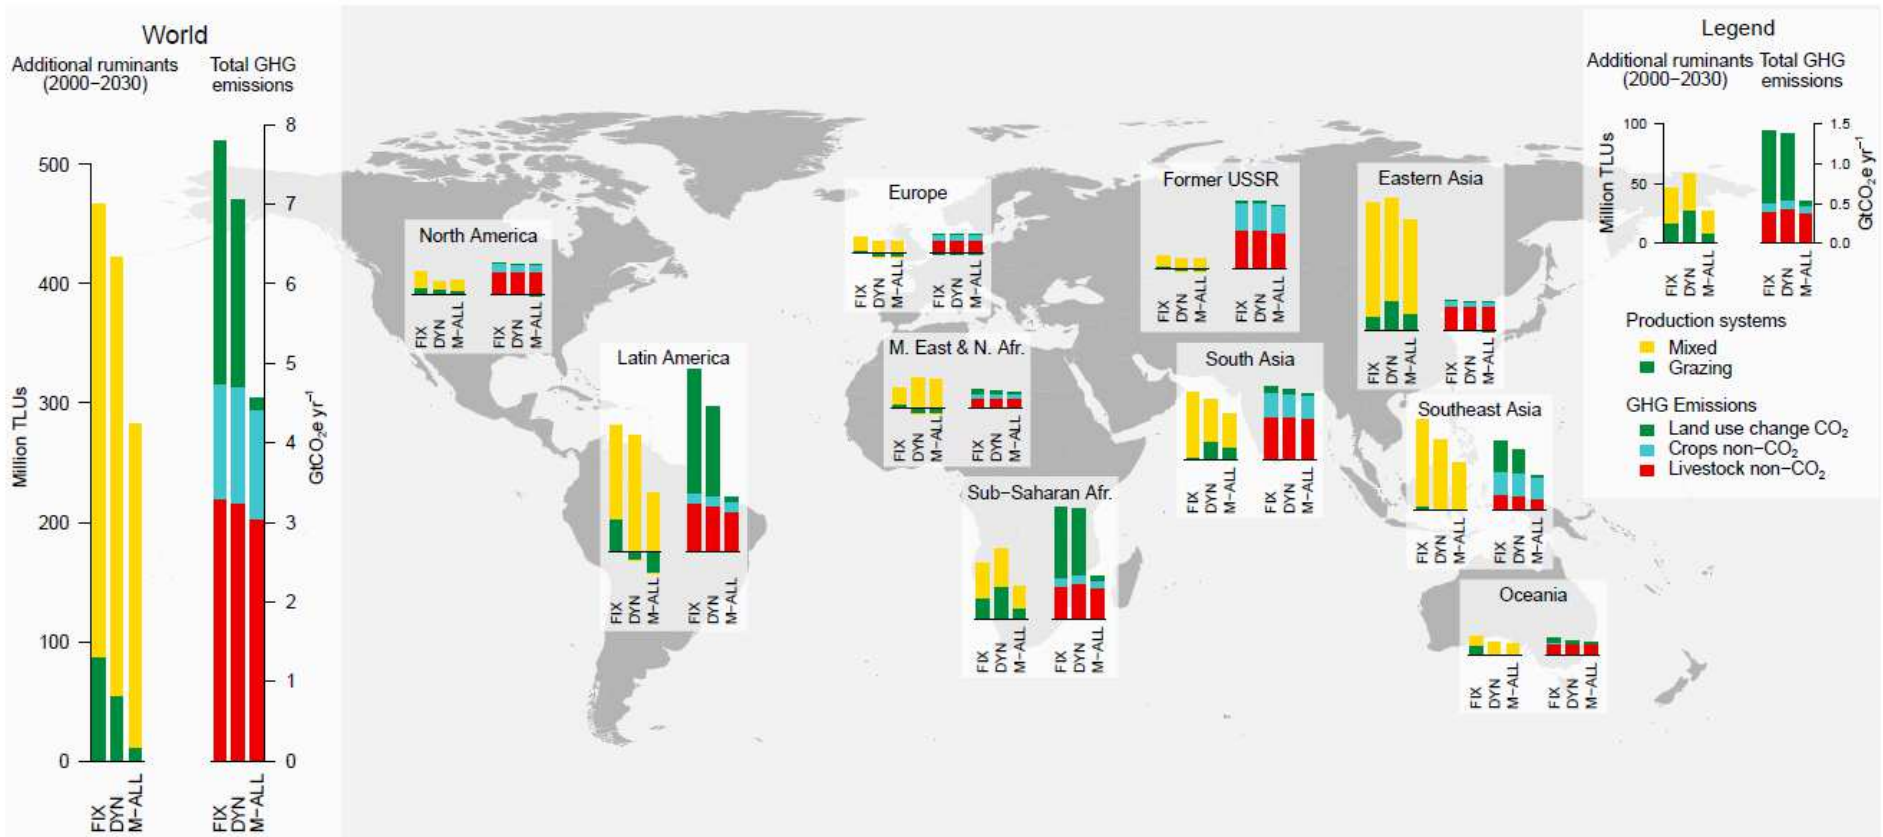 World
Additional ruminants
(2000−2030)
Total GHG
emissions
Million TLUs
500
400
300
200
100
0
FIX
DYN
M−ALL
8
7
6
5
4
3
2
1
0
GtCO₂e yr⁻¹
FIX
DYN
M−ALL
North America
FIX
DYN
M−ALL
FIX
DYN
M−ALL
Latin America
FIX
DYN
M−ALL
FIX
DYN
M−ALL
Europe
FIX
DYN
M−ALL
FIX
DYN
M−ALL
M. East & N. Afr.
FIX
DYN
M−ALL
FIX
DYN
M−ALL
Sub−Saharan Afr.
FIX
DYN
M−ALL
FIX
DYN
M−ALL
Former USSR
FIX
DYN
M−ALL
FIX
DYN
M−ALL
South Asia
FIX
DYN
M−ALL
FIX
DYN
M−ALL
Eastern Asia
FIX
DYN
M−ALL
FIX
DYN
M−ALL
Southeast Asia
FIX
DYN
M−ALL
FIX
DYN
M−ALL
Oceania
FIX
DYN
M−ALL
FIX
DYN
M−ALL
Legend
Additional ruminants
(2000−2030)
Total GHG
emissions
Million TLUs
100
50
0
FIX
DYN
M−ALL
1.5
1.0
0.5
0.0
GtCO₂e yr⁻¹
FIX
DYN
M−ALL
Production systems
Mixed
Grazing
GHG Emissions
Land use change CO₂
Crops non−CO₂
Livestock non−CO₂